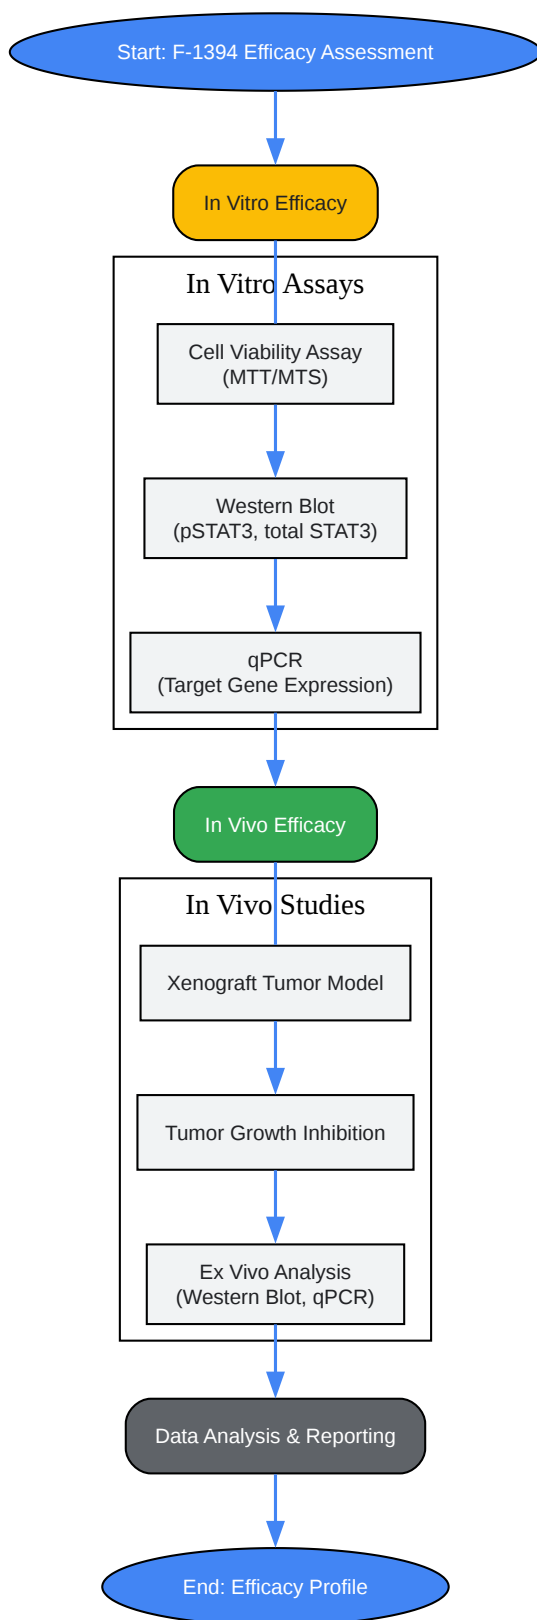 Start: F-1394 Efficacy Assessment
In Vitro Efficacy
In Vitro Assays
Cell Viability Assay
(MTT/MTS)
Western Blot
(pSTAT3, total STAT3)
qPCR
(Target Gene Expression)
In Vivo Efficacy
In Vivo Studies
Xenograft Tumor Model
Tumor Growth Inhibition
Ex Vivo Analysis
(Western Blot, qPCR)
Data Analysis & Reporting
End: Efficacy Profile